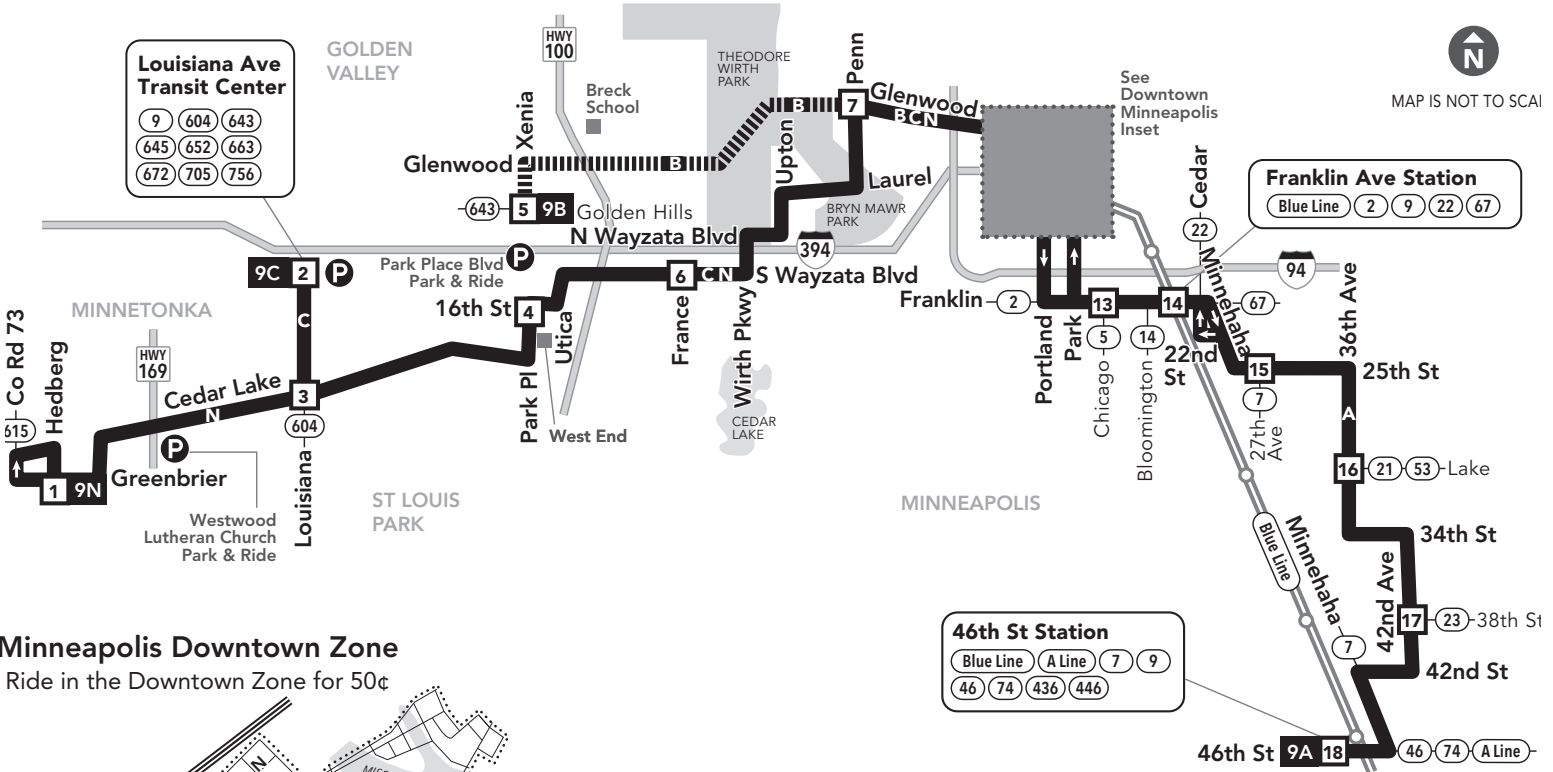 Louisiana Ave
Transit Center
9 604 643
645 652 663
672 705 756
GOLDEN
VALLEY
HWY
100
Breck
School
THEODORE
WIRTH
PARK
Penn
Glenwood
B C N
See
Downtown
Minneapolis
Inset
N
MAP IS NOT TO SCA
Xenia
Glenwood
B
B
7
Upton
Laurel
BRYN MAWR
PARK
643
5 9B
Golden Hills
N Wayzata Blvd
394
Cedar
22
Franklin Ave Station
Blue Line 2 9 22 67
9C 2 P
P
Park Place Blvd
Park & Ride
6
C N
S Wayzata Blvd
94
MINNETONKA
16th St
4
Utica
France
Wirth Pkwy
Franklin
2
13
14
67
Minnehaha
36th Ave
Co Rd 73
Hedberg
HWY
169
C
Cedar Lake
N
3
604
Louisiana
Park Pl
West End
CEDAR
LAKE
Portland
Park
5
Chicago
14
Bloomington
22nd
St
15
7
27th
Ave
25th St
A
615
1 9N
Greenbrier
P
Westwood
Lutheran Church
Park & Ride
ST LOUIS
PARK
MINNEAPOLIS
16
21 53 Lake
34th St
Blue Line
Minnehaha
7
42nd Ave
17
23 38th St
42nd St
Minneapolis Downtown Zone
Ride in the Downtown Zone for 50¢
N
46th St Station
Blue Line A Line 7 9
46 74 436 446
46th St 9A 18
46 74 A Line